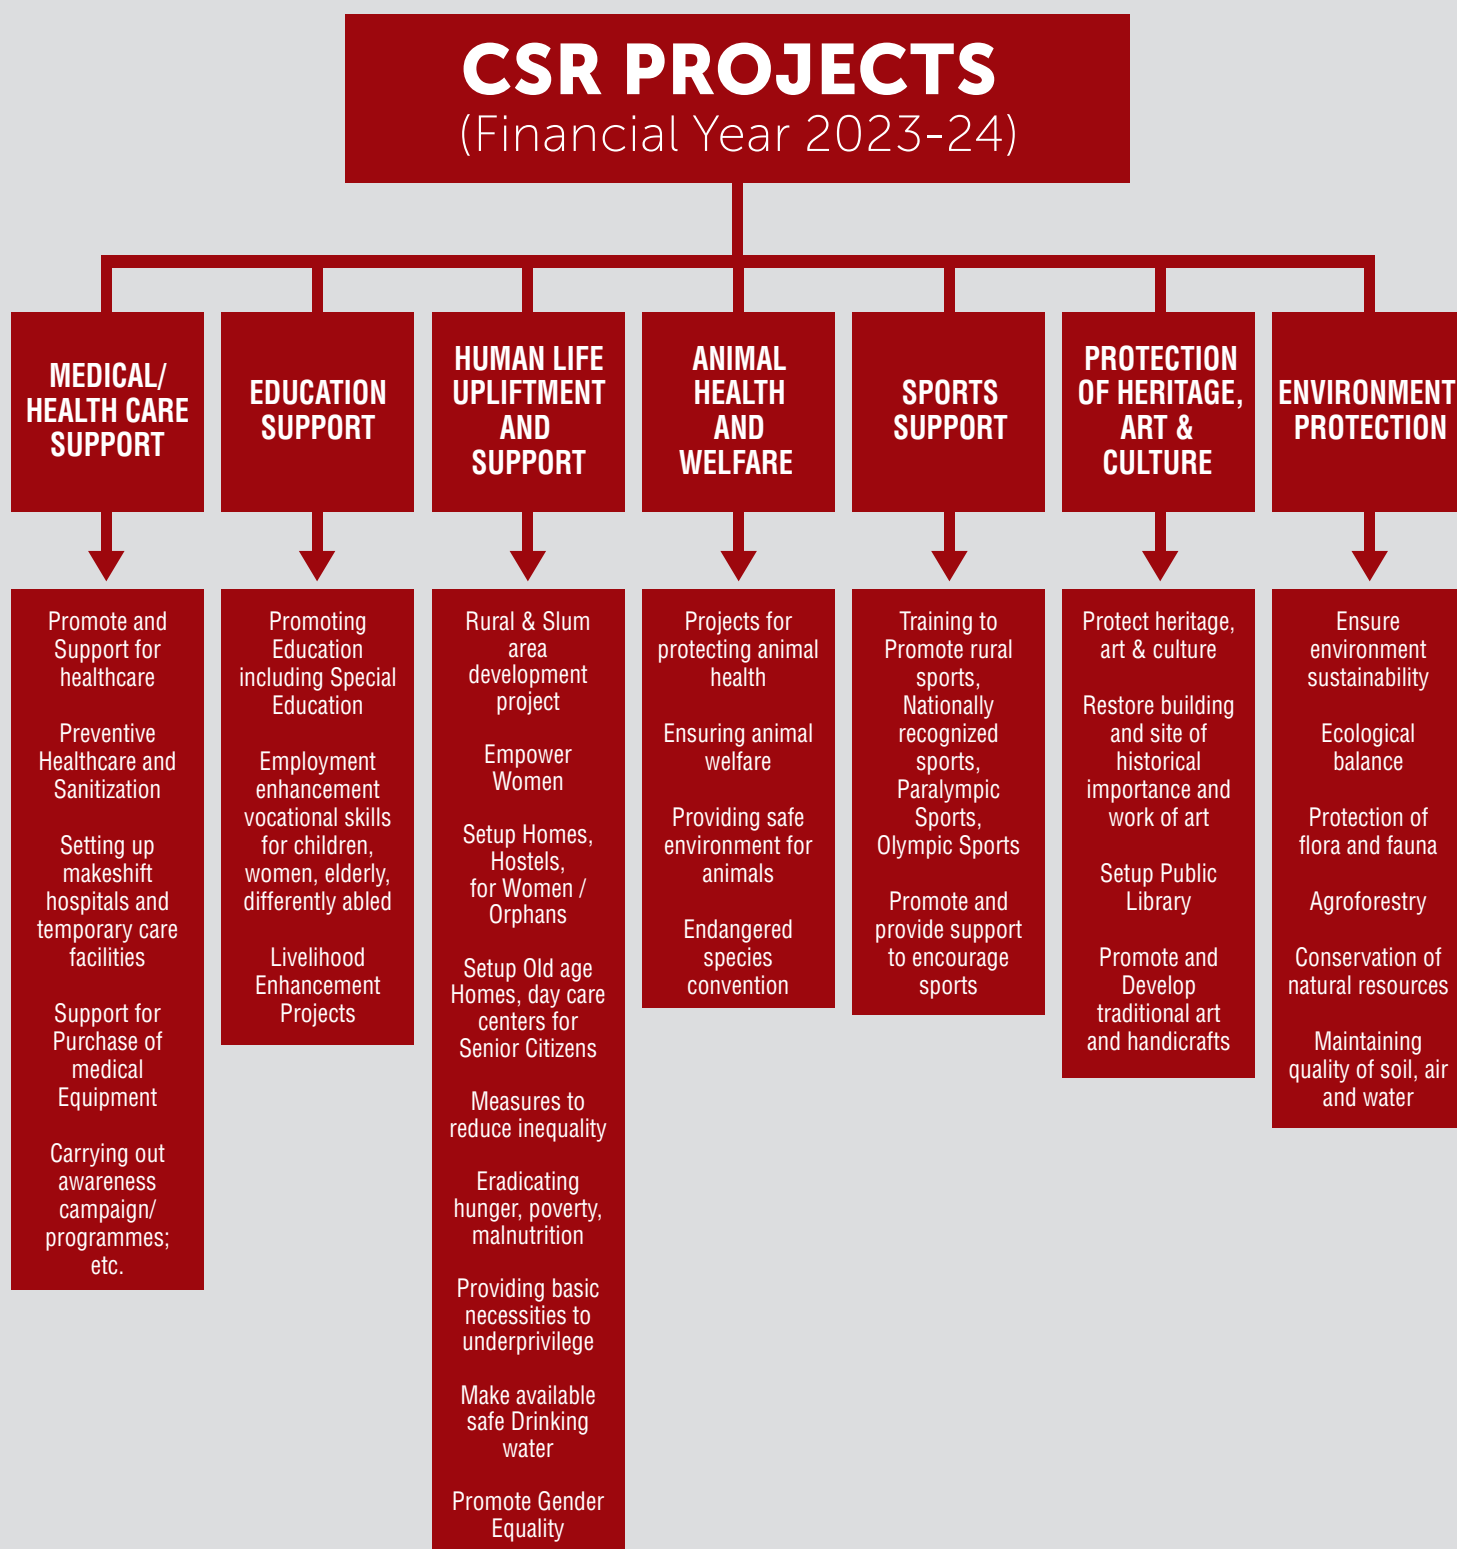 CSR PROJECTS
(Financial Year 2023-24)
MEDICAL/
HEALTH CARE
SUPPORT
EDUCATION
SUPPORT
HUMAN LIFE
UPLIFTMENT
AND
SUPPORT
ANIMAL
HEALTH
AND
WELFARE
SPORTS
SUPPORT
PROTECTION
OF HERITAGE,
ART &
CULTURE
ENVIRONMENT
PROTECTION
Promote and
Support for
healthcare
Preventive
Healthcare and
Sanitization
Setting up
makeshift
hospitals and
temporary care
facilities
Support for
Purchase of
medical
Equipment
Carrying out
awareness
campaign/
programmes;
etc.
Promoting
Education
including Special
Education
Employment
enhancement
vocational skills
for children,
women, elderly,
differently abled
Livelihood
Enhancement
Projects
Rural & Slum
area
development
project
Empower
Women
Setup Homes,
Hostels,
for Women /
Orphans
Setup Old age
Homes, day care
centers for
Senior Citizens
Measures to
reduce inequality
Eradicating
hunger, poverty,
malnutrition
Providing basic
necessities to
underprivilege
Make available
safe Drinking
water
Promote Gender
Equality
Projects for
protecting animal
health
Ensuring animal
welfare
Providing safe
environment for
animals
Endangered
species
convention
Training to
Promote rural
sports,
Nationally
recognized
sports,
Paralympic
Sports,
Olympic Sports
Promote and
provide support
to encourage
sports
Protect heritage,
art & culture
Restore building
and site of
historical
importance and
work of art
Setup Public
Library
Promote and
Develop
traditional art
and handicrafts
Ensure
environment
sustainability
Ecological
balance
Protection of
flora and fauna
Agroforestry
Conservation of
natural resources
Maintaining
quality of soil, air
and water